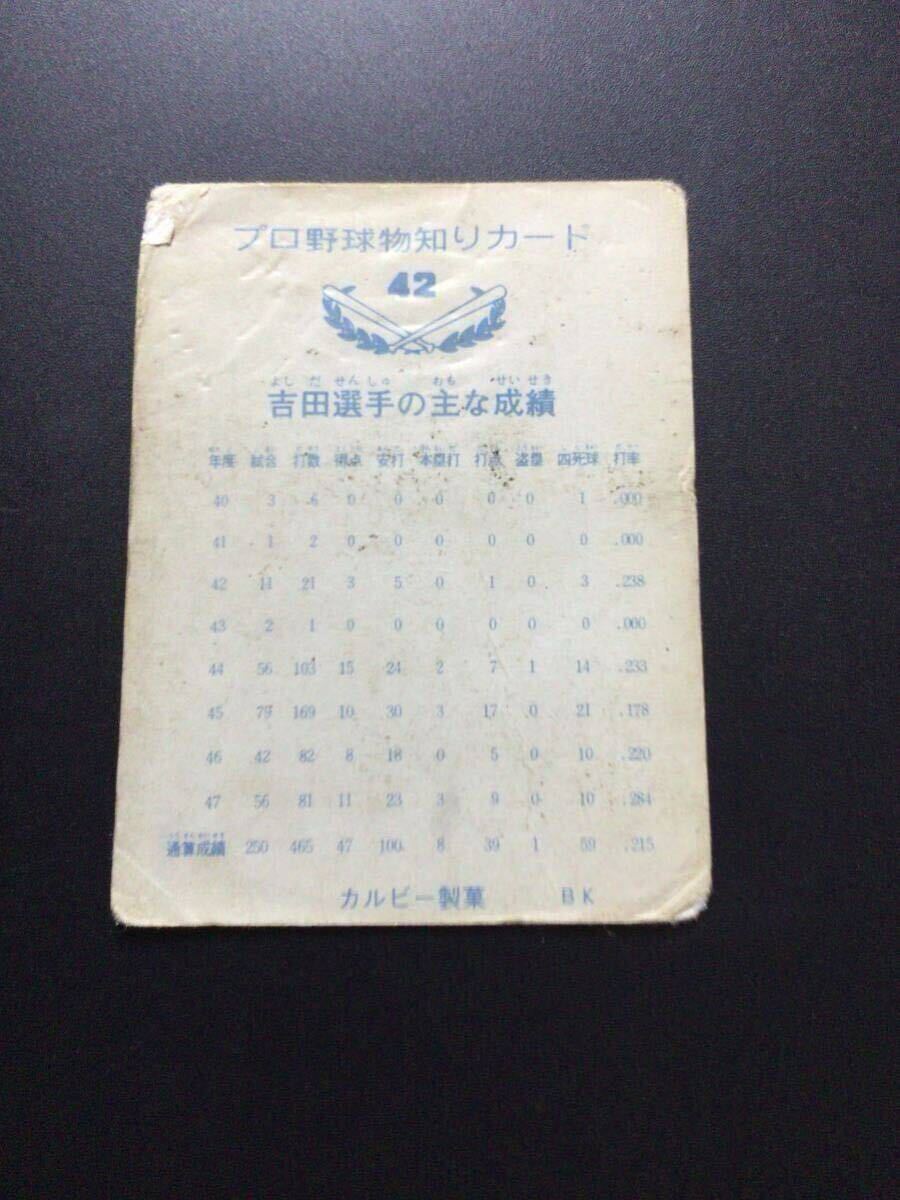 プロ野球物知りカード
42
よし だ せんしゅ おも せいせき
吉田選手の主な成績
年度 試合 打数 得点 安打 本塁打 打点 盗塁 四死球 打率
40 3 6 0 0 0 0 0 1 .000
41 1 2 0 0 0 0 0 0 .000
42 11 21 3 5 0 1 0 3 .238
43 2 1 0 0 0 0 0 0 .000
44 56 103 15 24 2 7 1 14 .233
45 79 169 10 30 3 17 0 21 .178
46 42 82 8 18 0 5 0 10 .220
47 56 81 11 23 3 9 0 10 .284
通算成績 250 465 47 100 8 39 1 59 .215
カルビー製菓 BK